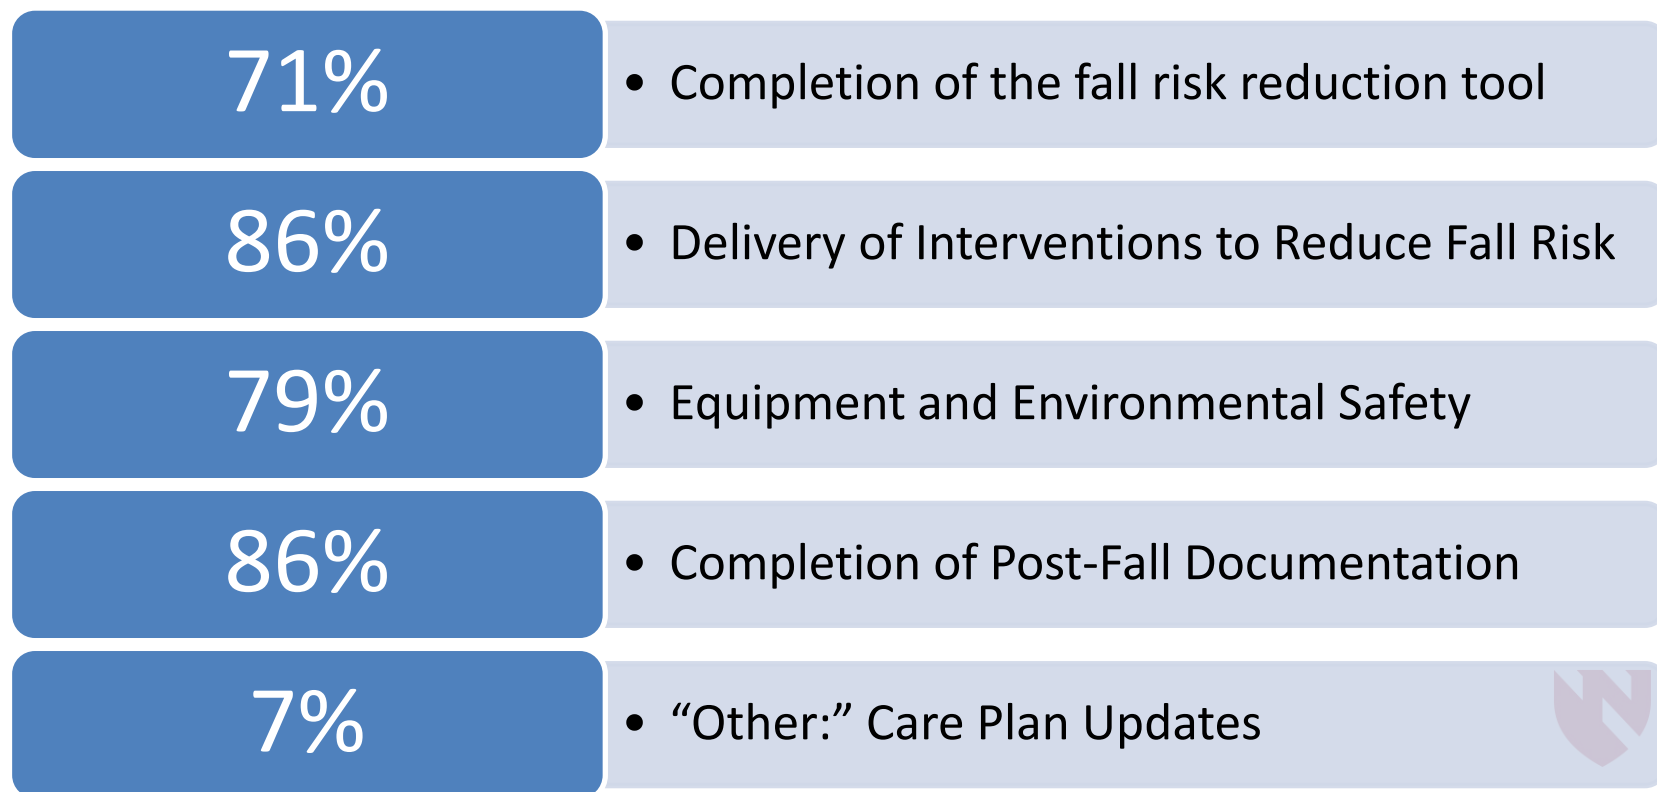 71%
• Completion of the fall risk reduction tool
86%
• Delivery of Interventions to Reduce Fall Risk
79%
• Equipment and Environmental Safety
86%
• Completion of Post-Fall Documentation
7%
• “Other:” Care Plan Updates